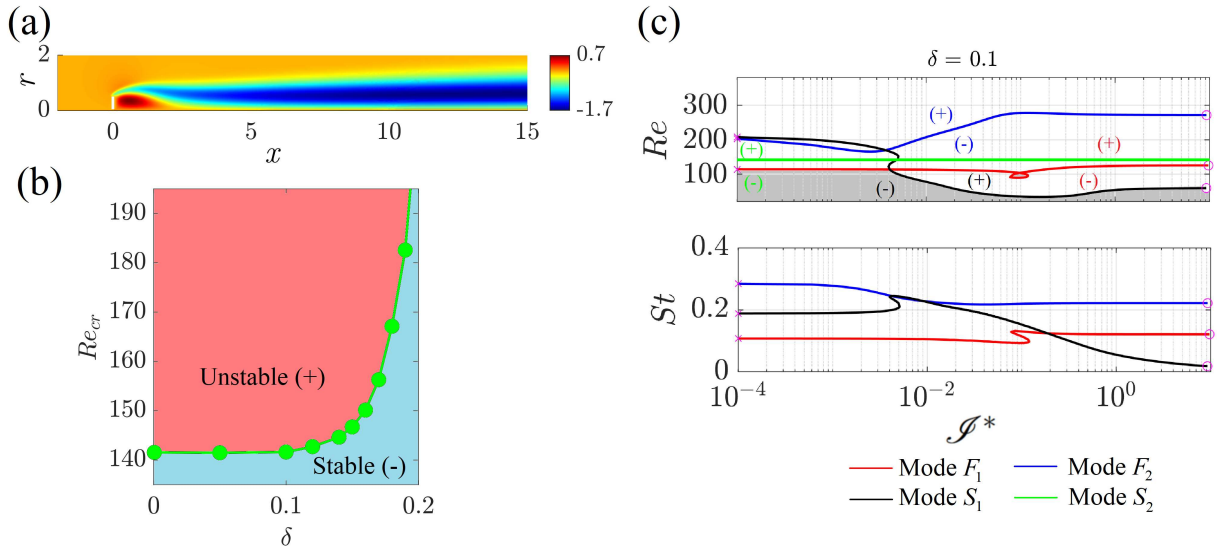 (a)
2
r
0
0
5
10
15
x
0.7
-1.7
(b)
190
180
170
160
150
140
Re_cr
Unstable (+)
Stable (-)
0
0.1
0.2
δ
(c)
δ = 0.1
300
200
100
Re
(+)
(-)
(+)
(+)
(-)
(-)
(+)
(-)
0.4
0.2
0
St
10⁻⁴
10⁻²
10⁰
ℐ*
Mode F₁
Mode F₂
Mode S₁
Mode S₂